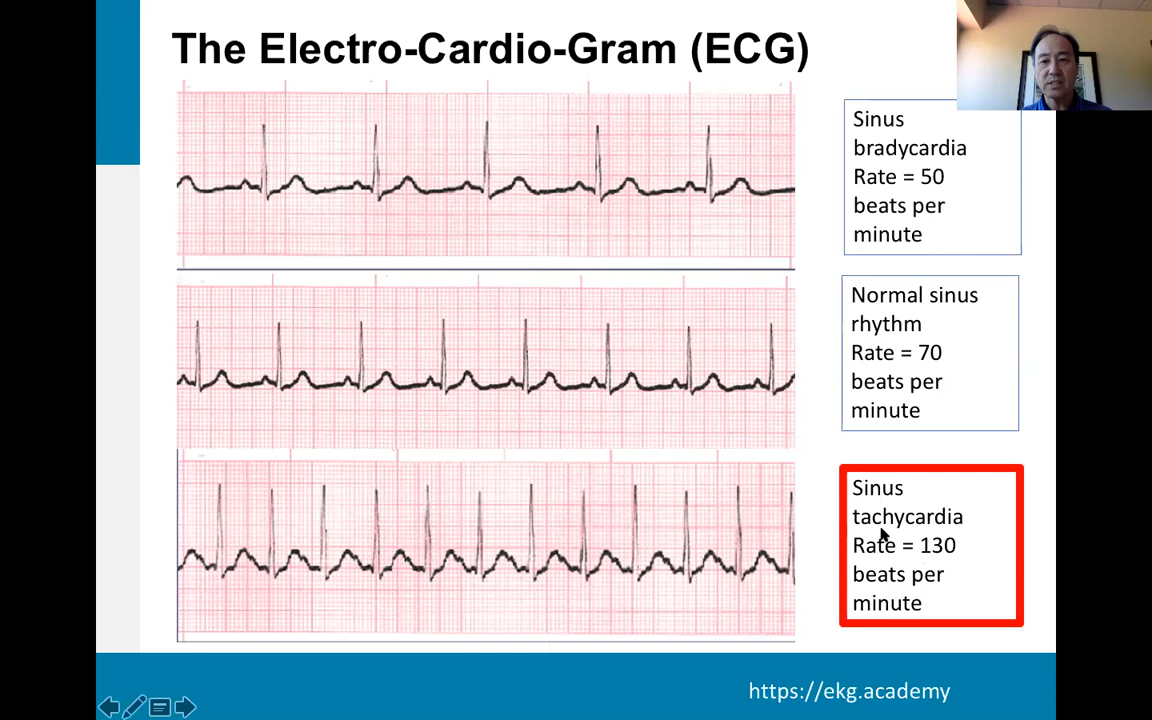 The Electro-Cardio-Gram (ECG)
Sinus
bradycardia
Rate = 50
beats per
minute
Normal sinus
rhythm
Rate = 70
beats per
minute
Sinus
tachycardia
Rate = 130
beats per
minute
https://ekg.academy